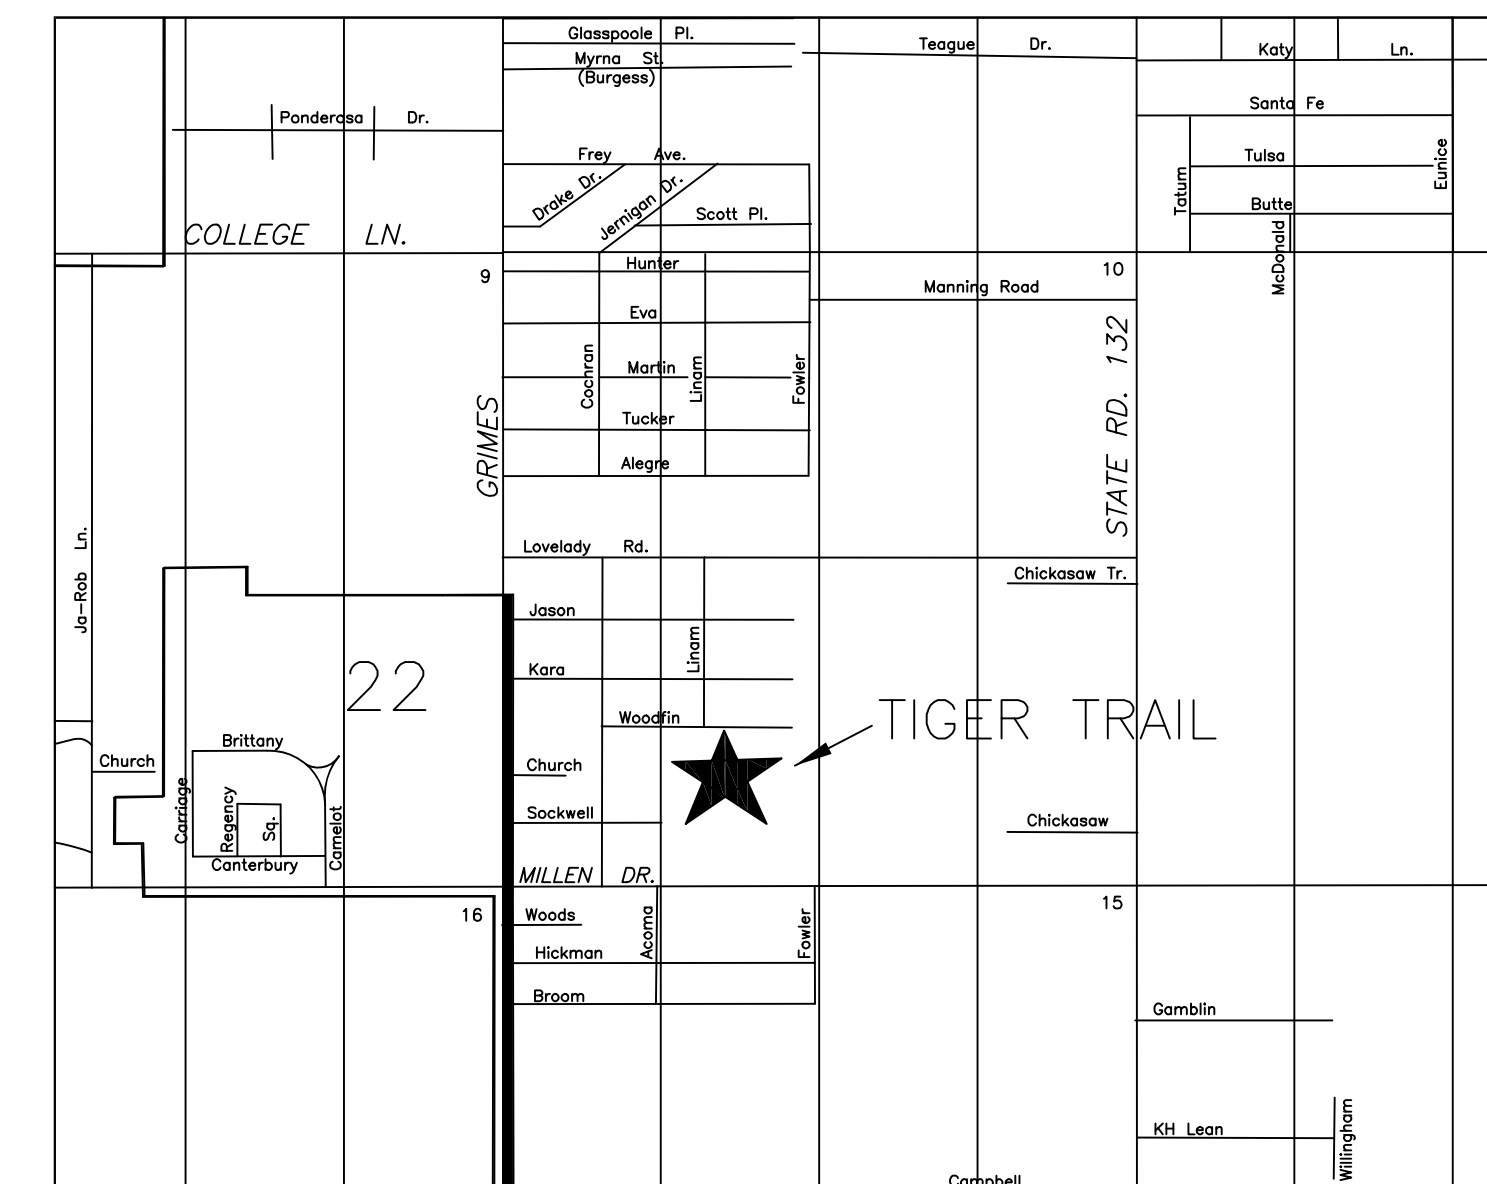 Glasspoole Pl.
Myrna St.
(Burgess)
Teague Dr.
Katy Ln.
Santa Fe
Ponderosa Dr.
Frey Ave.
Drake Dr.
Jernigan Dr.
Scott Pl.
Tulsa
Tatum
Eunice
Butte
McDonald
COLLEGE LN.
9
Hunter
10
Manning Road
Eva
STATE RD. 132
Cochran
Martin
Linam
Fowler
GRIMES
Tucker
Alegre
Ja-Rob Ln.
Lovelady Rd.
Chickasaw Tr.
Jason
Linam
Kara
22
Woodfin
TIGER TRAIL
Brittany
Church
Church
Carriage
Regency
Sq.
Camelot
Sockwell
Chickasaw
Canterbury
MILLEN DR.
16
Woods
Acoma
Fowler
15
Hickman
Broom
Gamblin
KH Lean
Willingham
Campbell